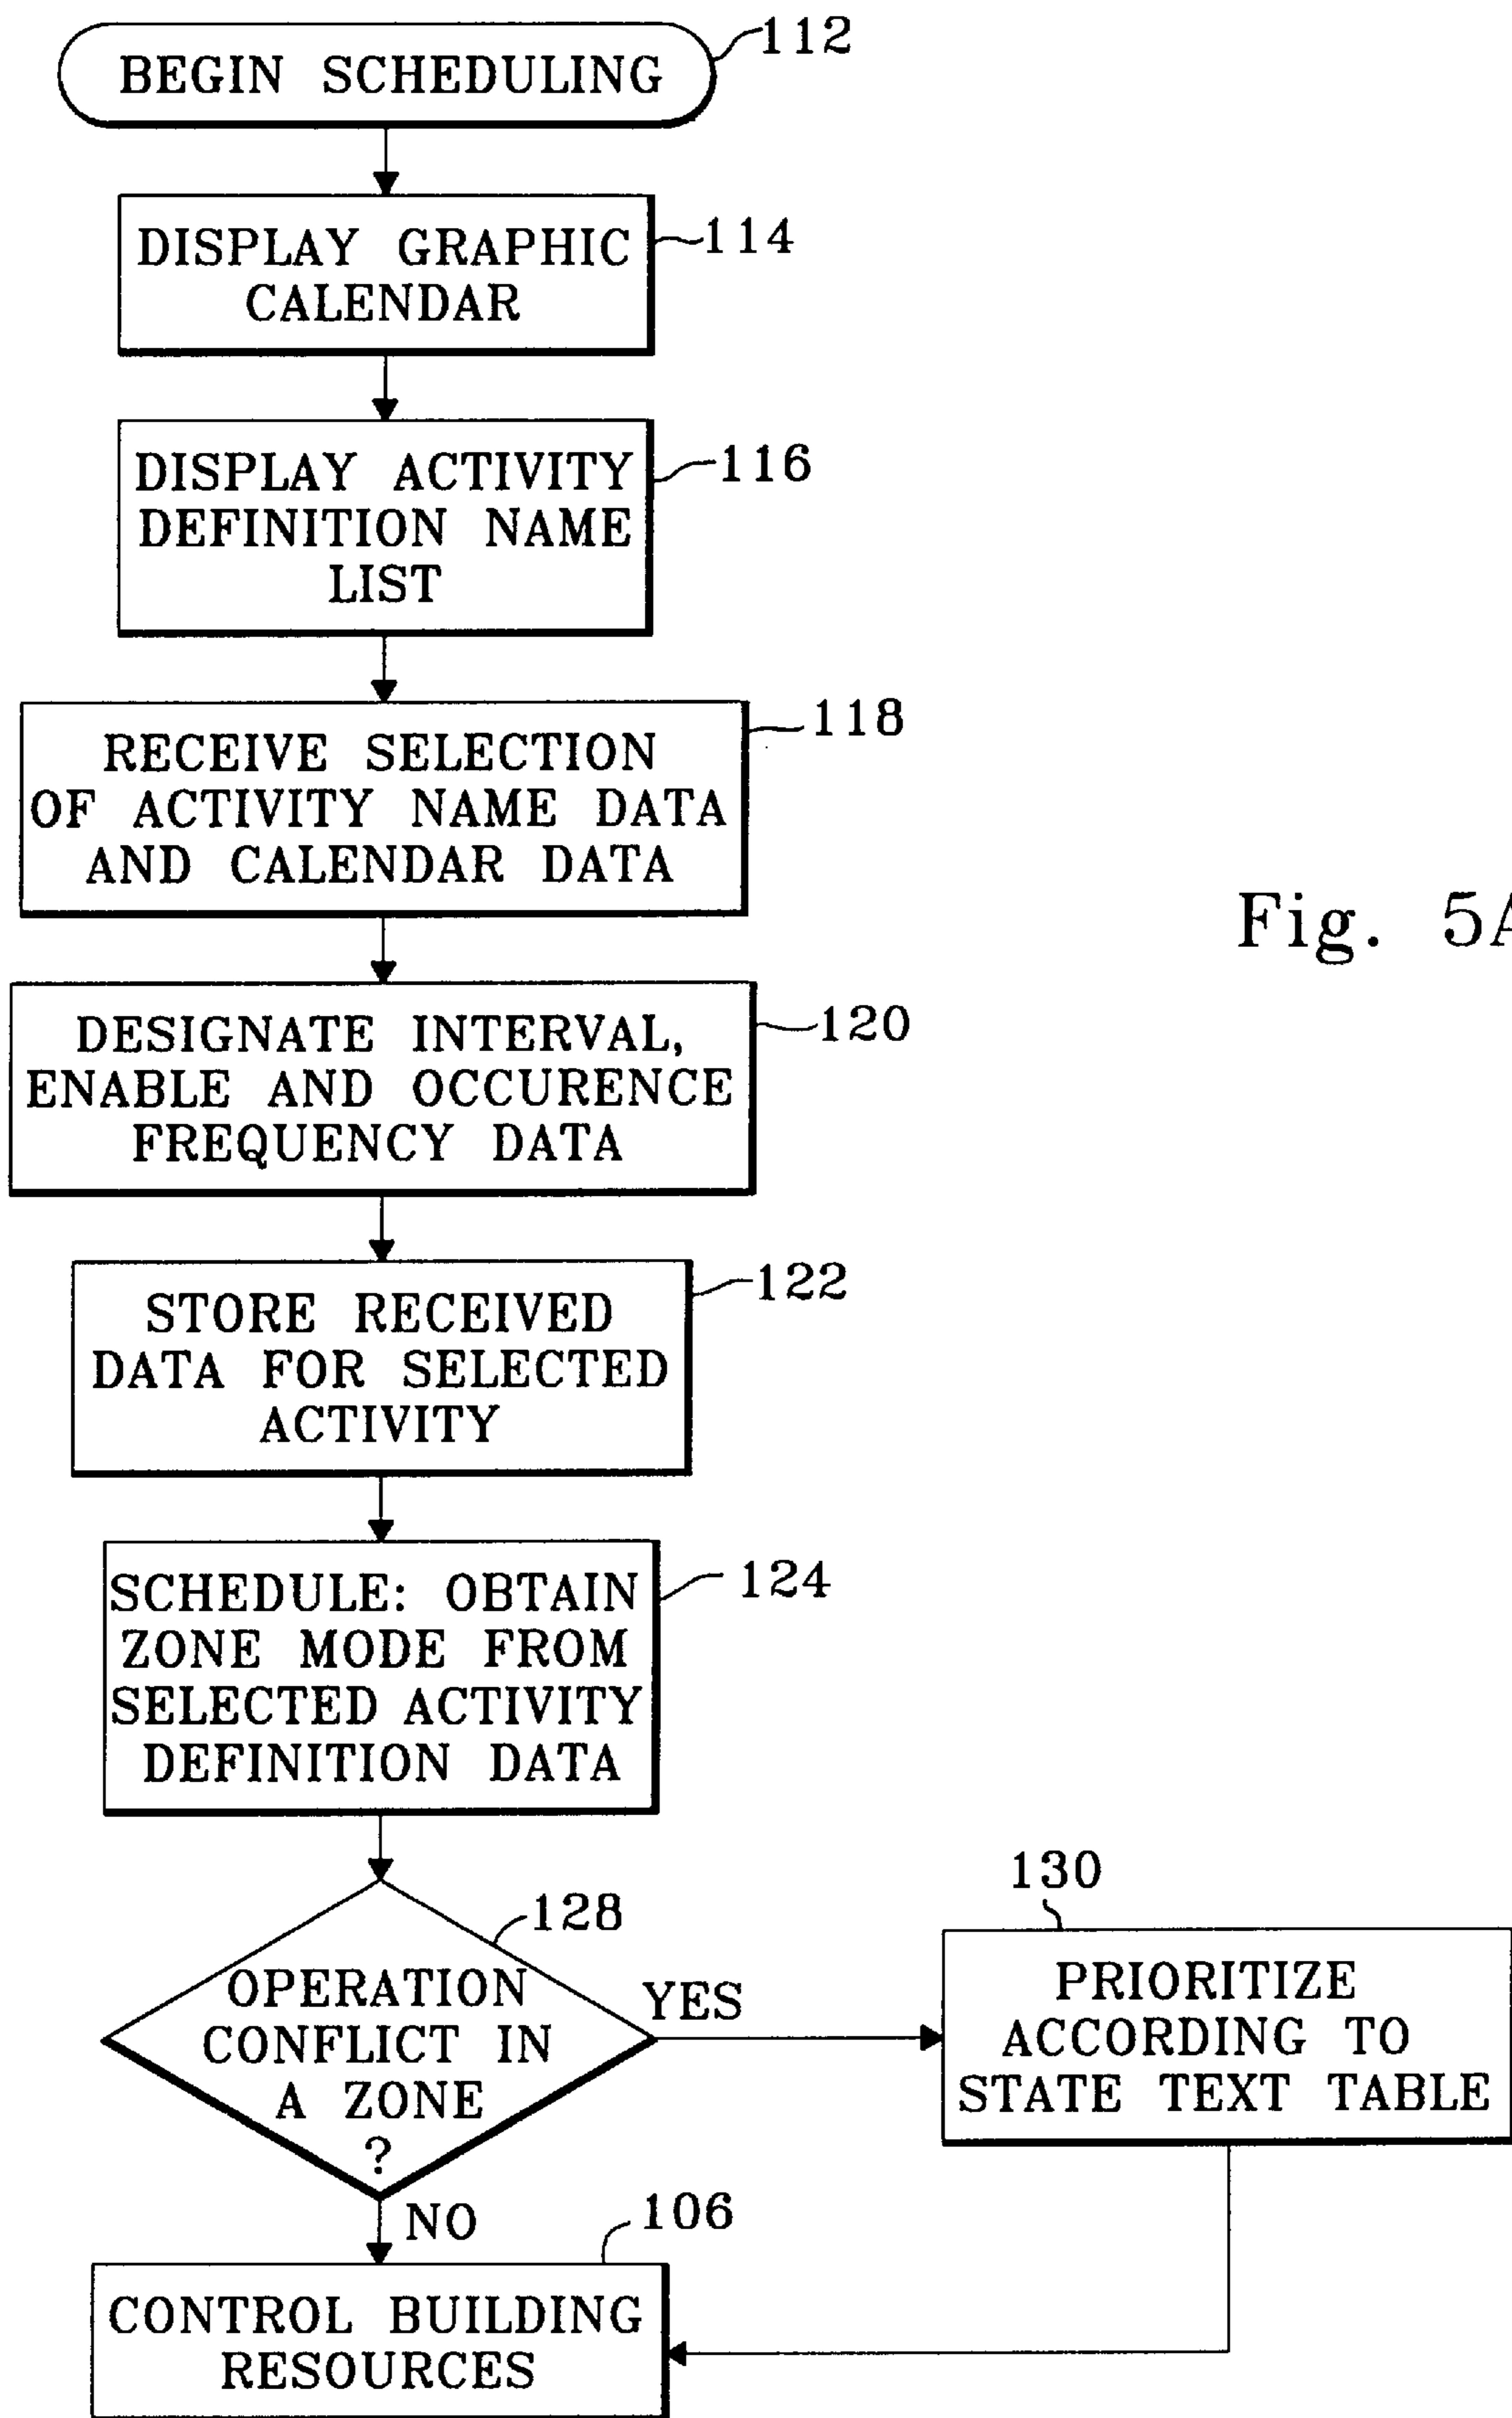 BEGIN SCHEDULING
112
DISPLAY GRAPHIC
CALENDAR
114
DISPLAY ACTIVITY
DEFINITION NAME
LIST
116
RECEIVE SELECTION
OF ACTIVITY NAME DATA
AND CALENDAR DATA
118
Fig. 5A
DESIGNATE INTERVAL,
ENABLE AND OCCURENCE
FREQUENCY DATA
120
STORE RECEIVED
DATA FOR SELECTED
ACTIVITY
122
SCHEDULE: OBTAIN
ZONE MODE FROM
SELECTED ACTIVITY
DEFINITION DATA
124
OPERATION
CONFLICT IN
A ZONE
?
128
YES
130
PRIORITIZE
ACCORDING TO
STATE TEXT TABLE
NO
106
CONTROL BUILDING
RESOURCES